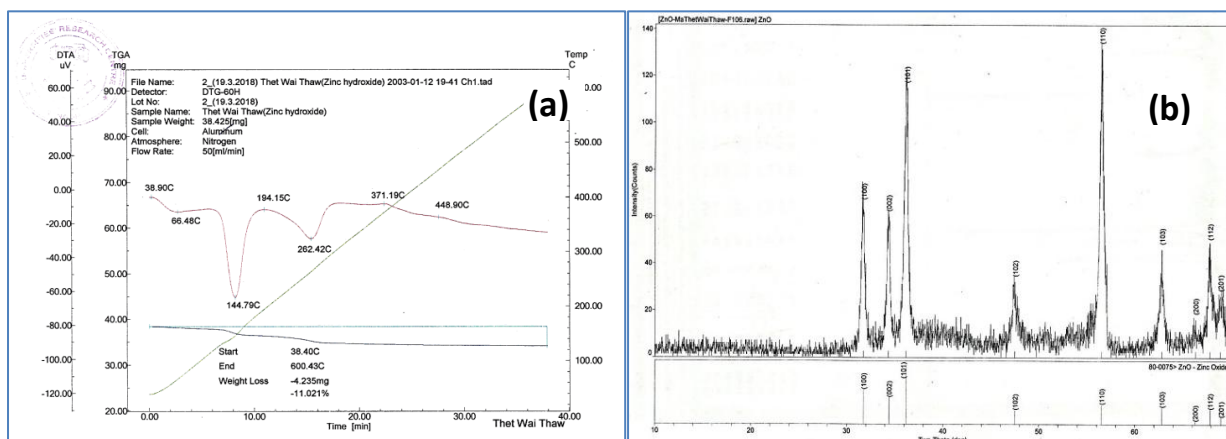 DTA
uV
TGA
mg
Temp
C
File Name: 2_(19.3.2018) Thet Wai Thaw(Zinc hydroxide) 2003-01-12 19-41 Ch1.tad
Detector: DTG-60H
Lot No: 2_(19.3.2018)
Sample Name: Thet Wai Thaw(Zinc hydroxide)
Sample Weight: 38.425[mg]
Cell: Aluminum
Atmosphere: Nitrogen
Flow Rate: 50[ml/min]
(a)
60.00
40.00
20.00
0.00
-20.00
-40.00
-60.00
-80.00
-100.00
-120.00
90.00
80.00
70.00
60.00
50.00
40.00
30.00
20.00
500.00
400.00
300.00
200.00
100.00
38.90C
66.48C
144.79C
194.15C
262.42C
371.19C
448.90C
Start 38.40C
End 600.43C
Weight Loss -4.235mg
-11.021%
0.00 10.00 20.00 30.00 40.00
Time [min]
Thet Wai Thaw
[ZnO-MaThetWaiThaw-F106.raw] ZnO
(b)
Intensity(Counts)
140
120
100
80
60
40
20
0
(100)
(002)
(101)
(102)
(110)
(103)
(200)
(112)
(201)
80-0075> ZnO - Zinc Oxide
(100)
(002)
(101)
(102)
(110)
(103)
(200)
(112)
(201)
10 20 30 40 50 60